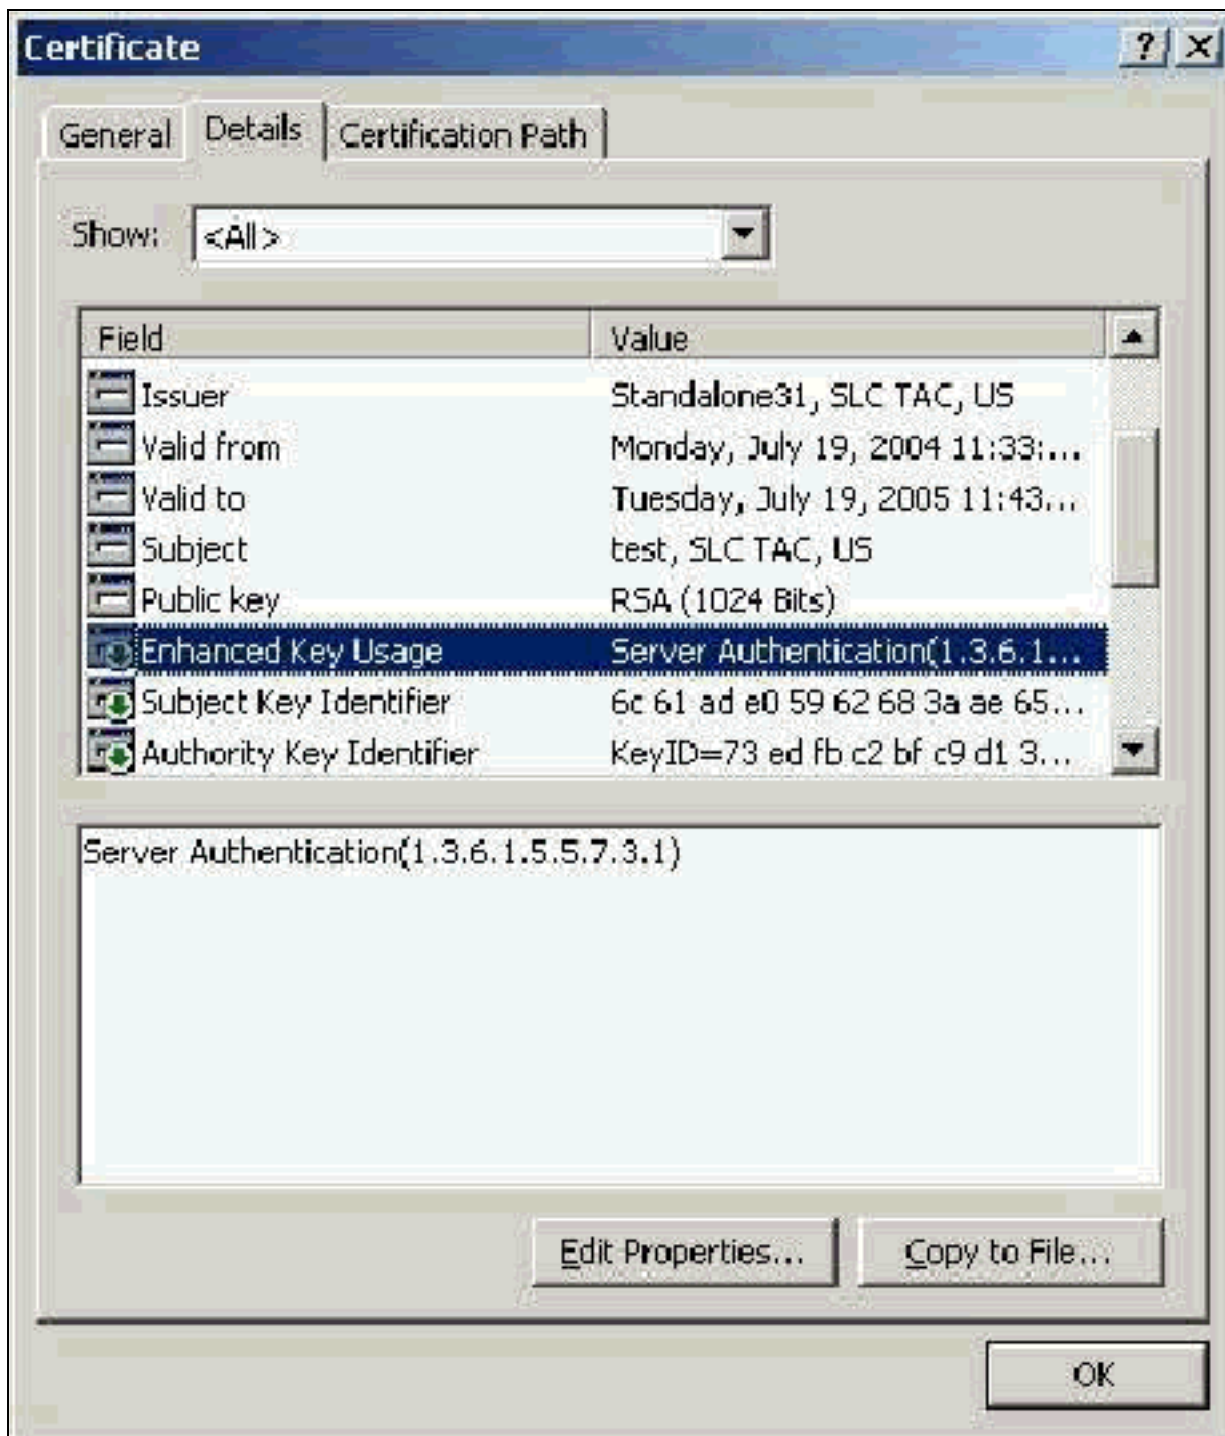 Certificate
General Details Certification Path
Show: <All>
Field Value
Issuer Standalone31, SLC TAC, US
Valid from Monday, July 19, 2004 11:33:...
Valid to Tuesday, July 19, 2005 11:43...
Subject test, SLC TAC, US
Public key RSA (1024 Bits)
Enhanced Key Usage Server Authentication(1.3.6.1...
Subject Key Identifier 6c 61 ad e0 59 62 68 3a ae 65...
Authority Key Identifier KeyID=73 ed fb c2 bf c9 d1 3...
Server Authentication(1.3.6.1.5.5.7.3.1)
Edit Properties... Copy to File...
OK